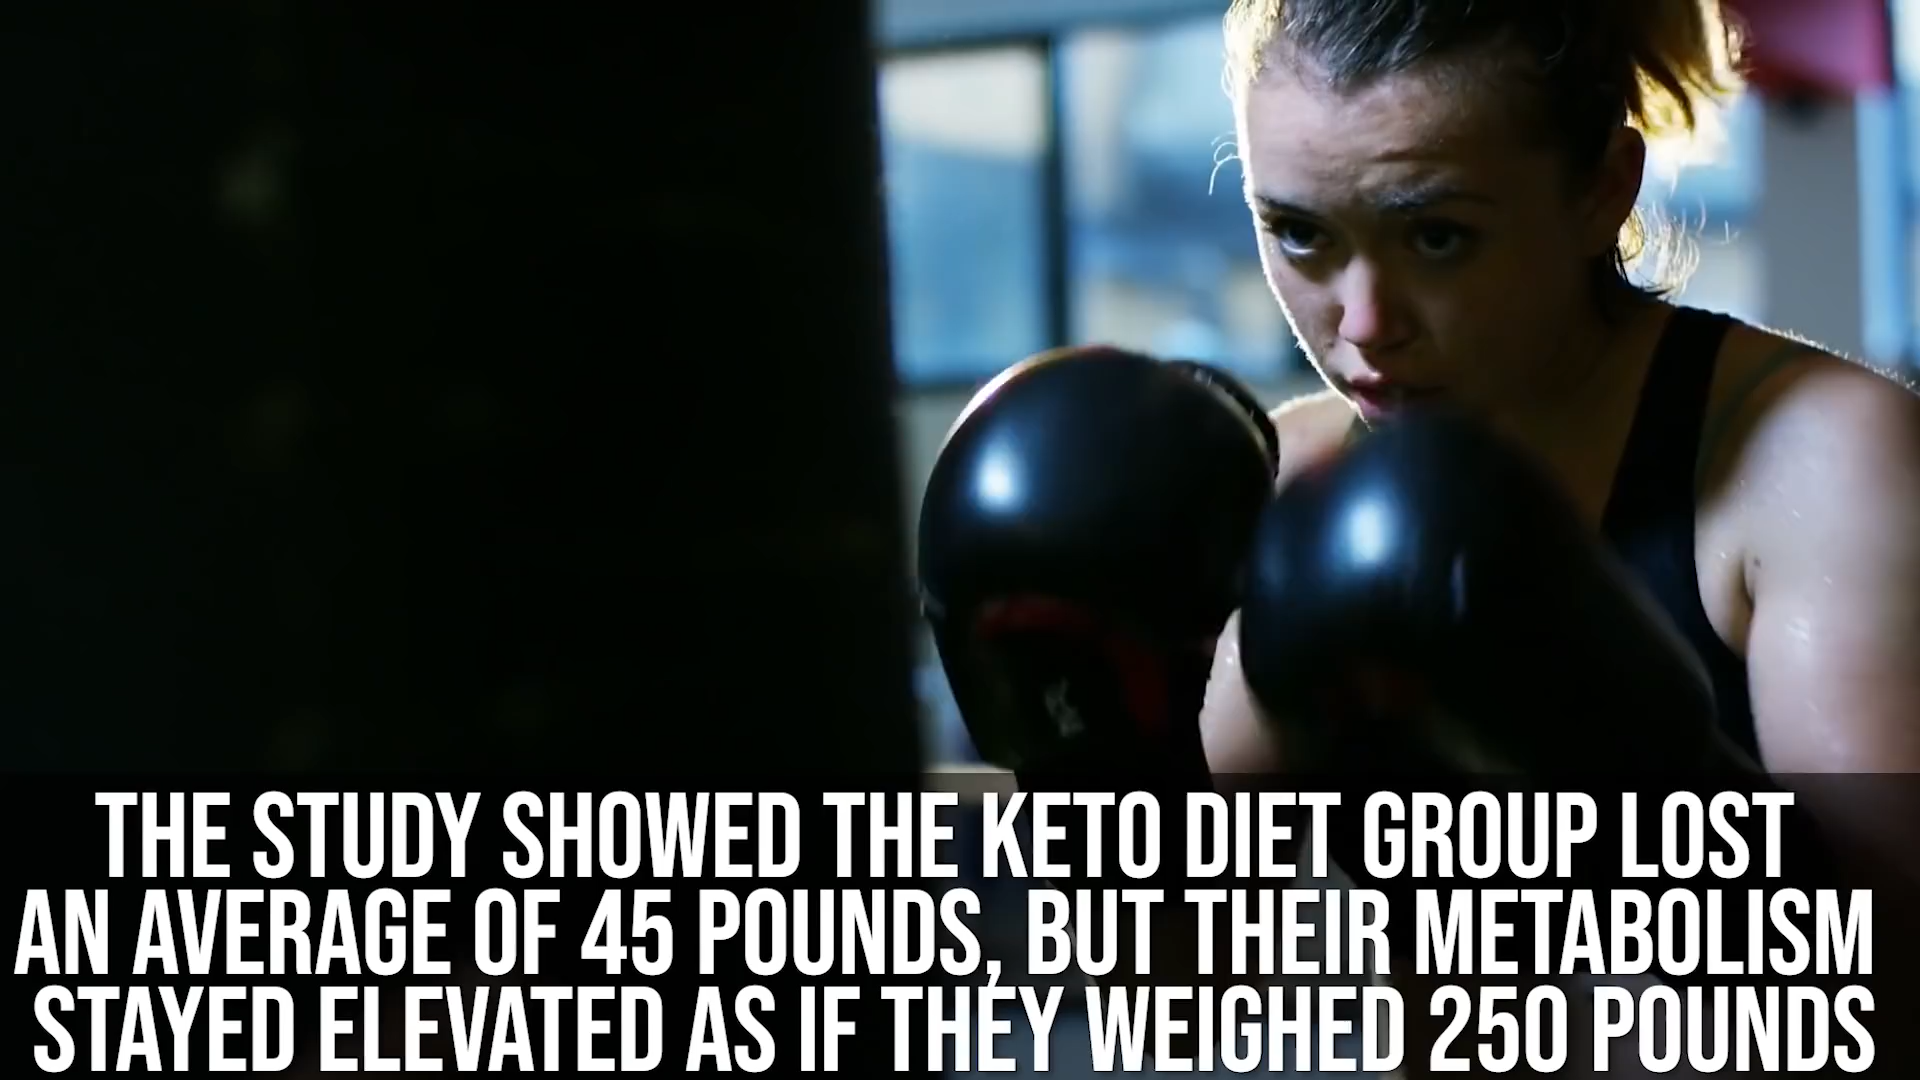 THE STUDY SHOWED THE KETO DIET GROUP LOST
AN AVERAGE OF 45 POUNDS, BUT THEIR METABOLISM
STAYED ELEVATED AS IF THEY WEIGHED 250 POUNDS